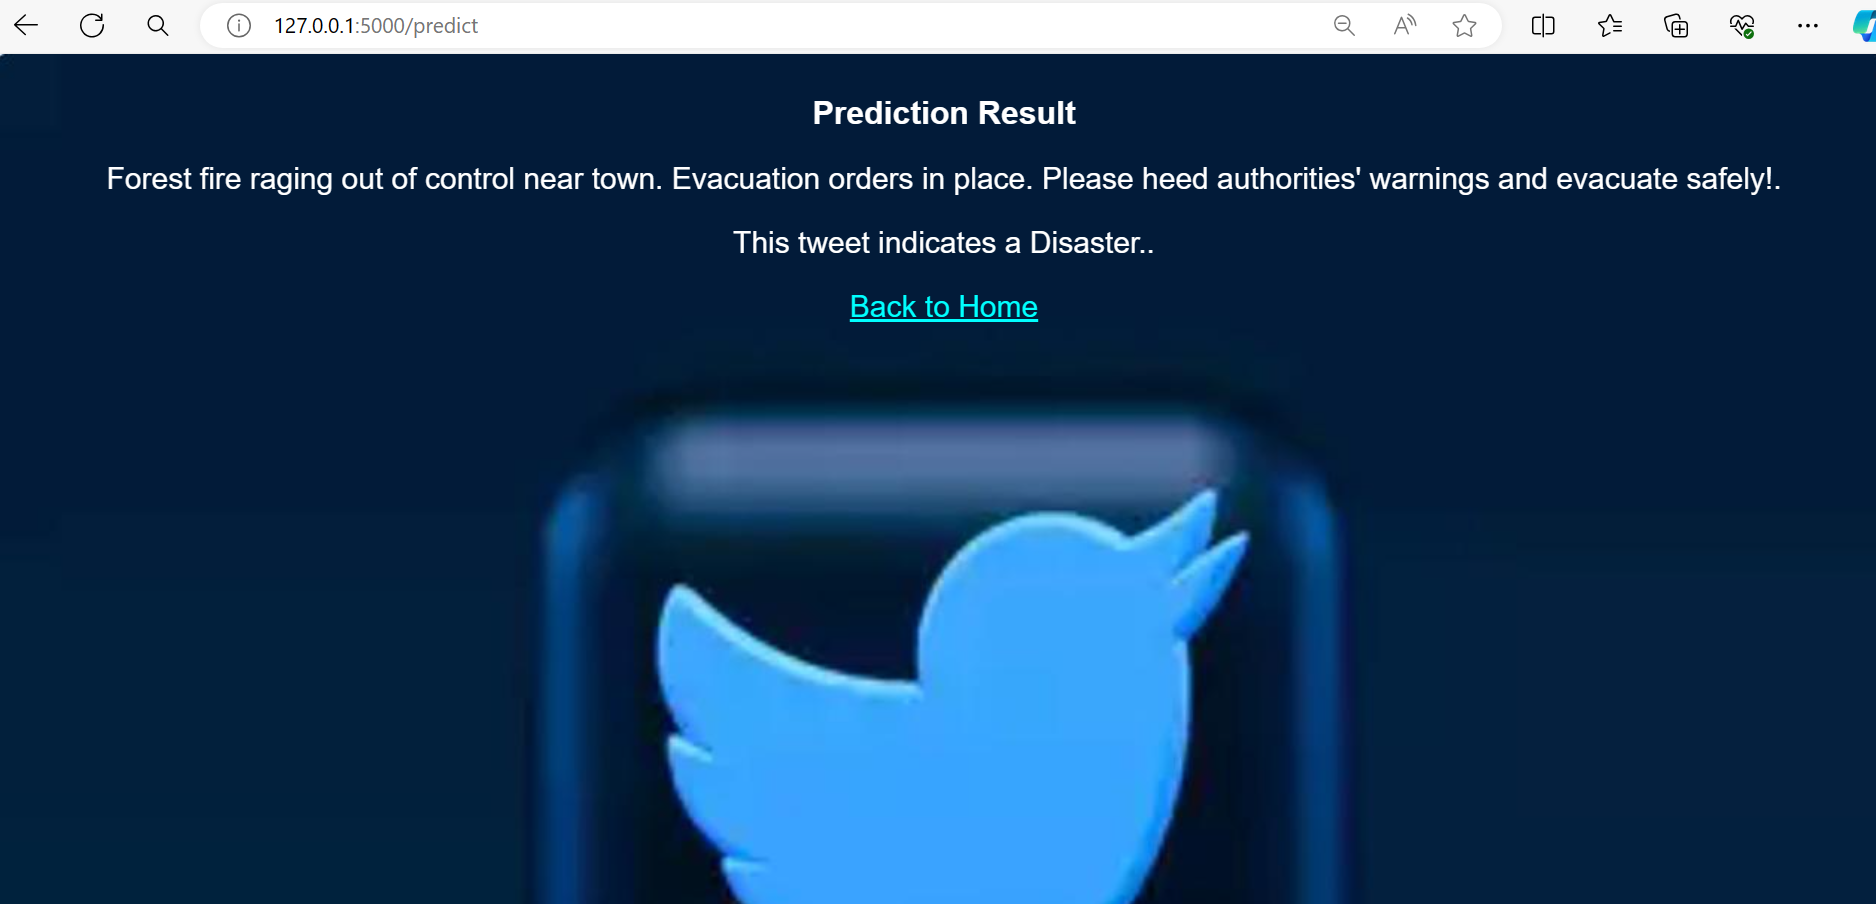 127.0.0.1:5000/predict
Prediction Result
Forest fire raging out of control near town. Evacuation orders in place. Please heed authorities' warnings and evacuate safely!.
This tweet indicates a Disaster..
Back to Home